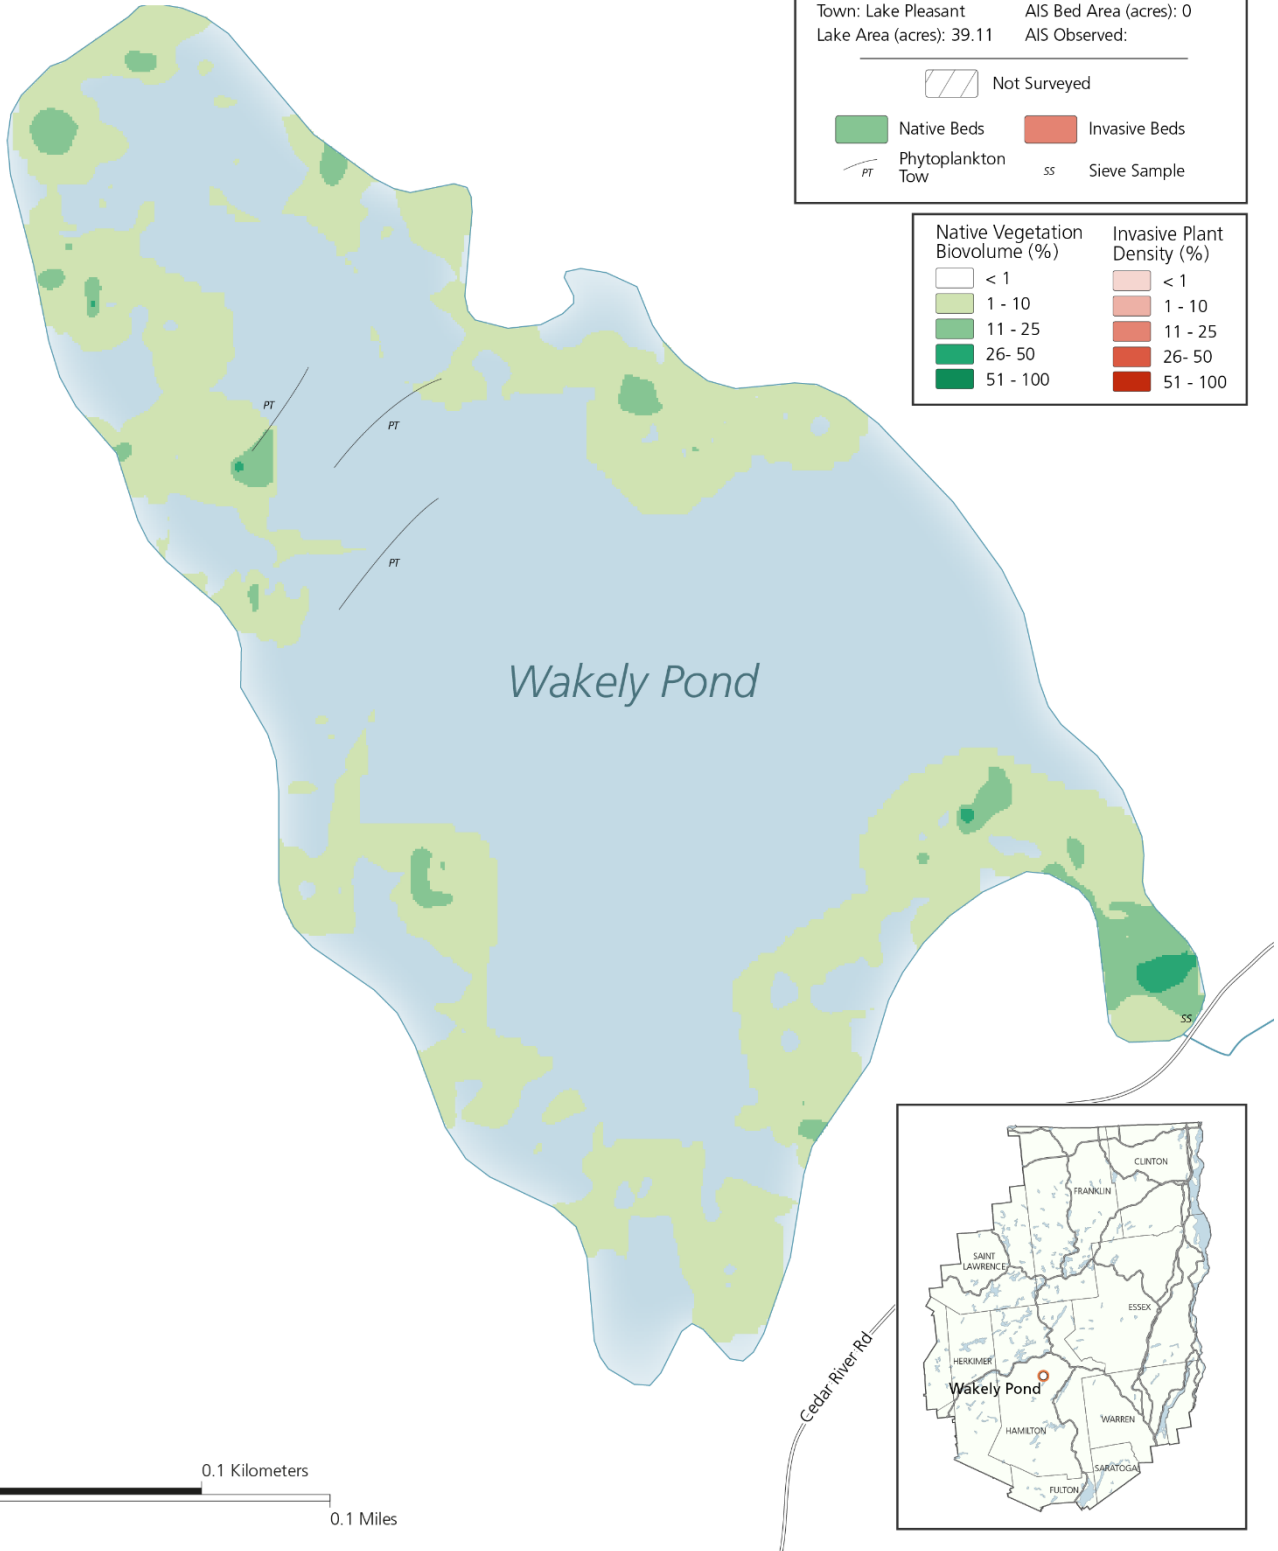 Town: Lake Pleasant
AIS Bed Area (acres): 0
Lake Area (acres): 39.11
AIS Observed:
Not Surveyed
Native Beds
Invasive Beds
Phytoplankton
Tow
PT
SS
Sieve Sample
Native Vegetation
Biovolume (%)
< 1
1 - 10
11 - 25
26- 50
51 - 100
Invasive Plant
Density (%)
< 1
1 - 10
11 - 25
26- 50
51 - 100
PT
PT
PT
Wakely Pond
SS
Cedar River Rd
CLINTON
FRANKLIN
SAINT
LAWRENCE
ESSEX
HERKIMER
Wakely Pond
HAMILTON
WARREN
SARATOGA
FULTON
0.1 Kilometers
0.1 Miles